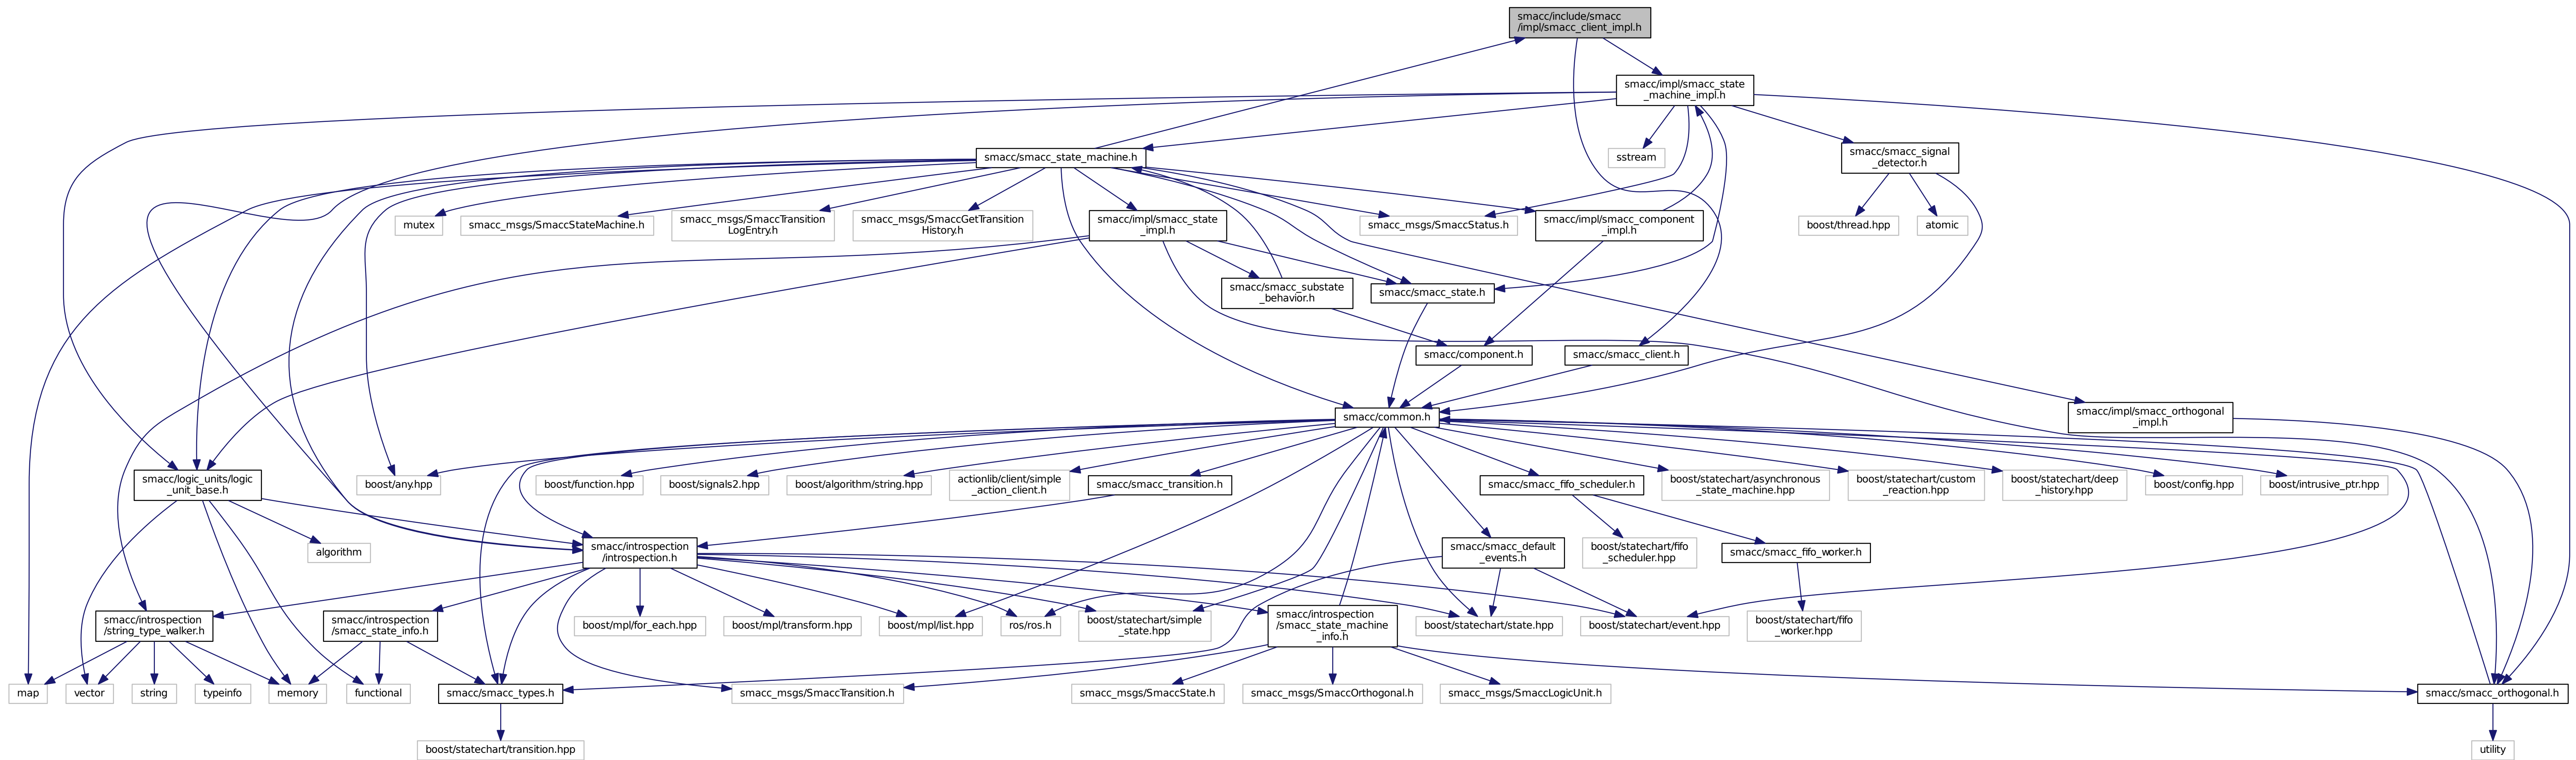 smacc/include/smacc
/impl/smacc_client_impl.h
smacc/impl/smacc_state
_machine_impl.h
smacc/smacc_state_machine.h
sstream
smacc/smacc_signal
_detector.h
mutex
smacc_msgs/SmaccStateMachine.h
smacc_msgs/SmaccTransition
LogEntry.h
smacc_msgs/SmaccGetTransition
History.h
smacc/impl/smacc_state
_impl.h
smacc_msgs/SmaccStatus.h
smacc/impl/smacc_component
_impl.h
boost/thread.hpp
atomic
smacc/smacc_substate
_behavior.h
smacc/smacc_state.h
smacc/component.h
smacc/smacc_client.h
smacc/common.h
smacc/impl/smacc_orthogonal
_impl.h
smacc/logic_units/logic
_unit_base.h
boost/any.hpp
boost/function.hpp
boost/signals2.hpp
boost/algorithm/string.hpp
actionlib/client/simple
_action_client.h
smacc/smacc_transition.h
smacc/smacc_fifo_scheduler.h
boost/statechart/asynchronous
_state_machine.hpp
boost/statechart/custom
_reaction.hpp
boost/statechart/deep
_history.hpp
boost/config.hpp
boost/intrusive_ptr.hpp
algorithm
smacc/introspection
/introspection.h
smacc/smacc_default
_events.h
boost/statechart/fifo
_scheduler.hpp
smacc/smacc_fifo_worker.h
smacc/introspection
/string_type_walker.h
smacc/introspection
/smacc_state_info.h
boost/mpl/for_each.hpp
boost/mpl/transform.hpp
boost/mpl/list.hpp
ros/ros.h
boost/statechart/simple
_state.hpp
smacc/introspection
/smacc_state_machine
_info.h
boost/statechart/state.hpp
boost/statechart/event.hpp
boost/statechart/fifo
_worker.hpp
map
vector
string
typeinfo
memory
functional
smacc/smacc_types.h
smacc_msgs/SmaccTransition.h
smacc_msgs/SmaccState.h
smacc_msgs/SmaccOrthogonal.h
smacc_msgs/SmaccLogicUnit.h
smacc/smacc_orthogonal.h
boost/statechart/transition.hpp
utility